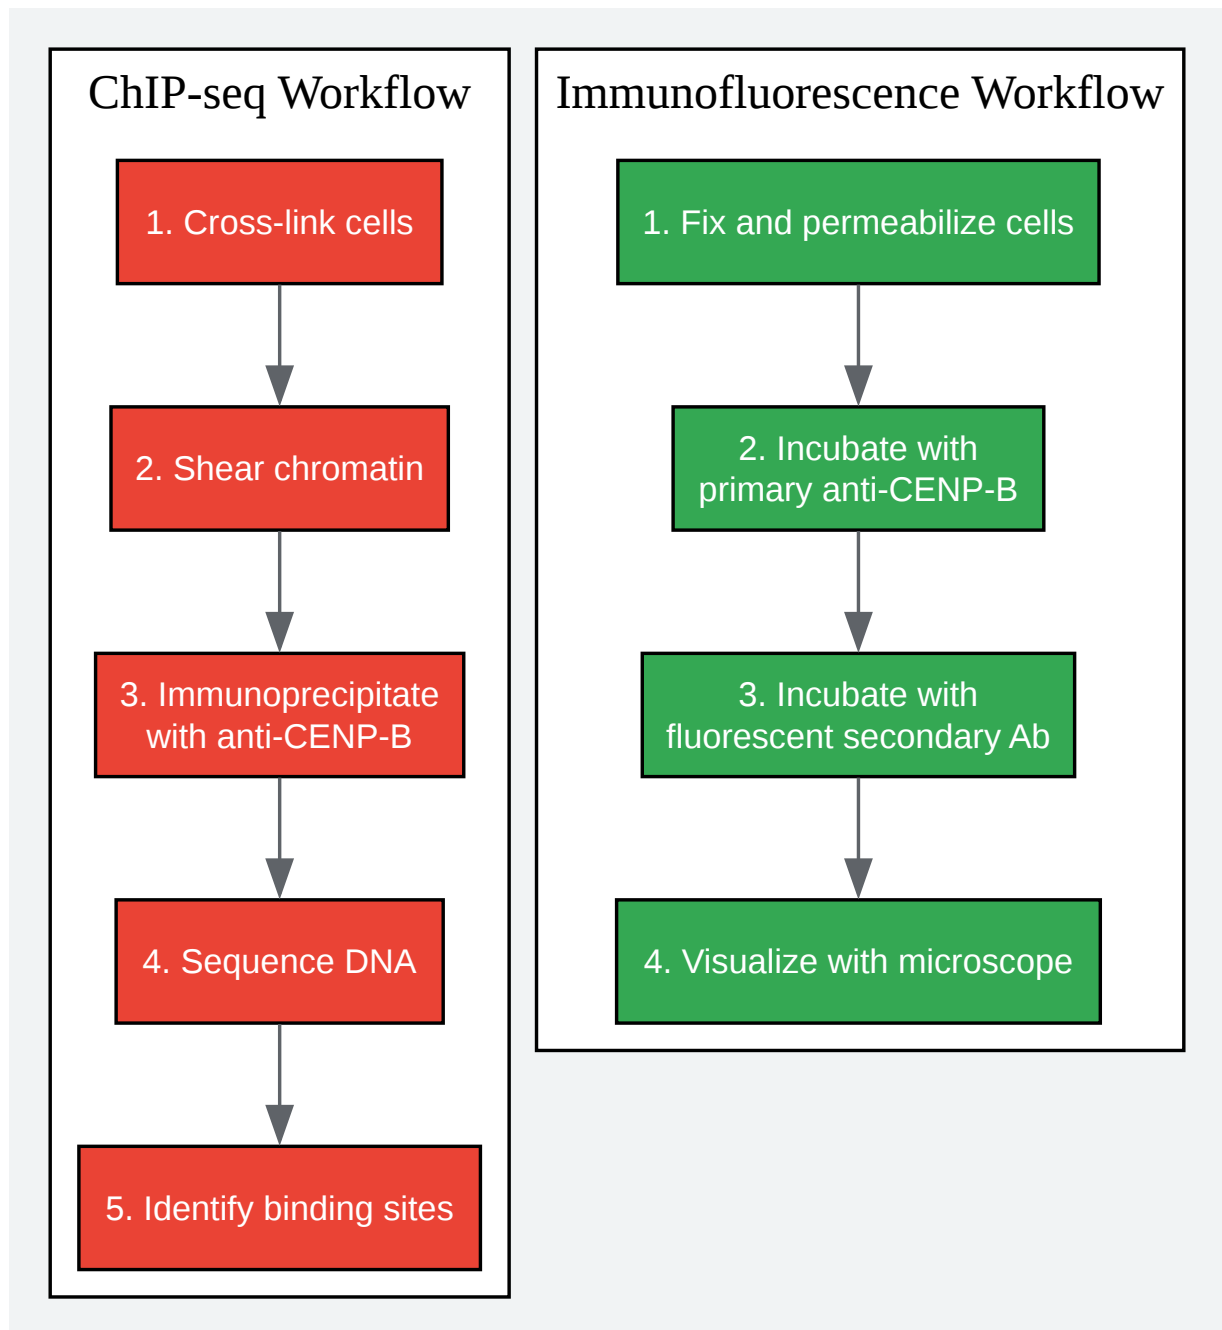 ChIP-seq Workflow
1. Cross-link cells
2. Shear chromatin
3. Immunoprecipitate
with anti-CENP-B
4. Sequence DNA
5. Identify binding sites
Immunofluorescence Workflow
1. Fix and permeabilize cells
2. Incubate with
primary anti-CENP-B
3. Incubate with
fluorescent secondary Ab
4. Visualize with microscope